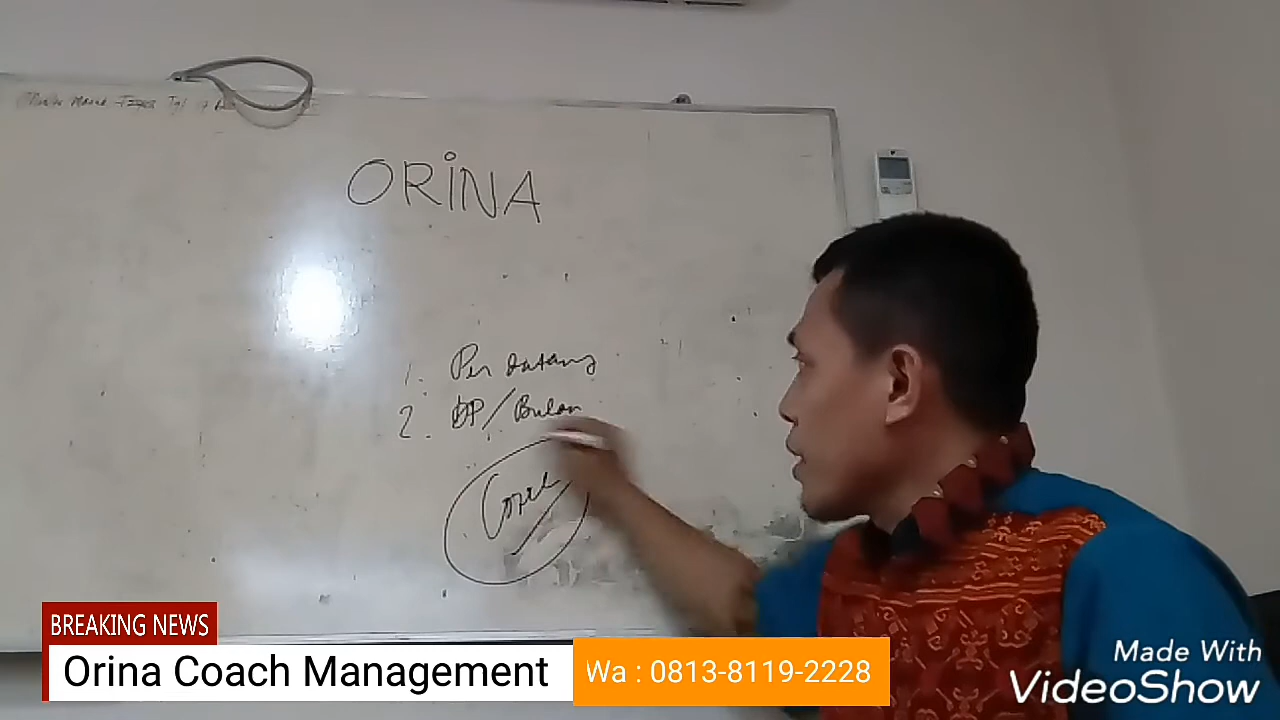 ORINA
1. Per datang
2. DP/Bulan
BREAKING NEWS
Orina Coach Management
Wa : 0813-8119-2228
Made With
VideoShow